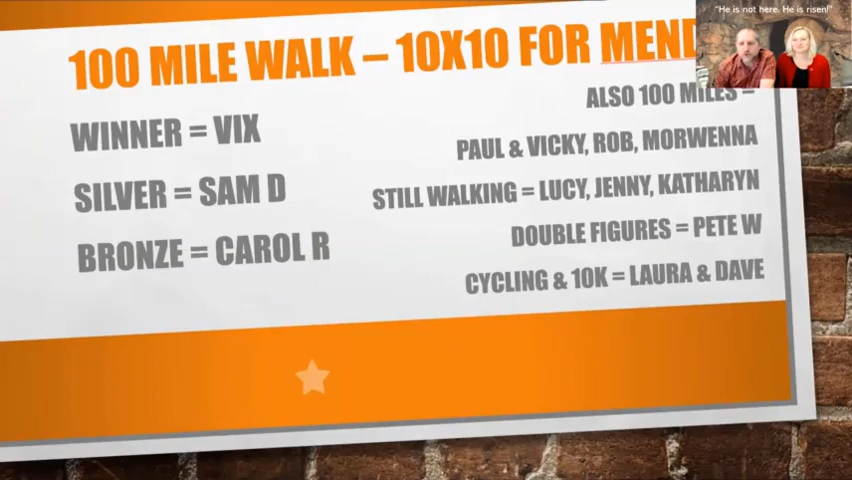 "He is not here. He is risen!"
100 MILE WALK – 10X10 FOR
WINNER = VIX
SILVER = SAM D
BRONZE = CAROL R
ALSO 100 MILES =
PAUL & VICKY, ROB, MORWENNA
STILL WALKING = LUCY, JENNY, KATHARYN
DOUBLE FIGURES = PETE W
CYCLING & 10K = LAURA & DAVE